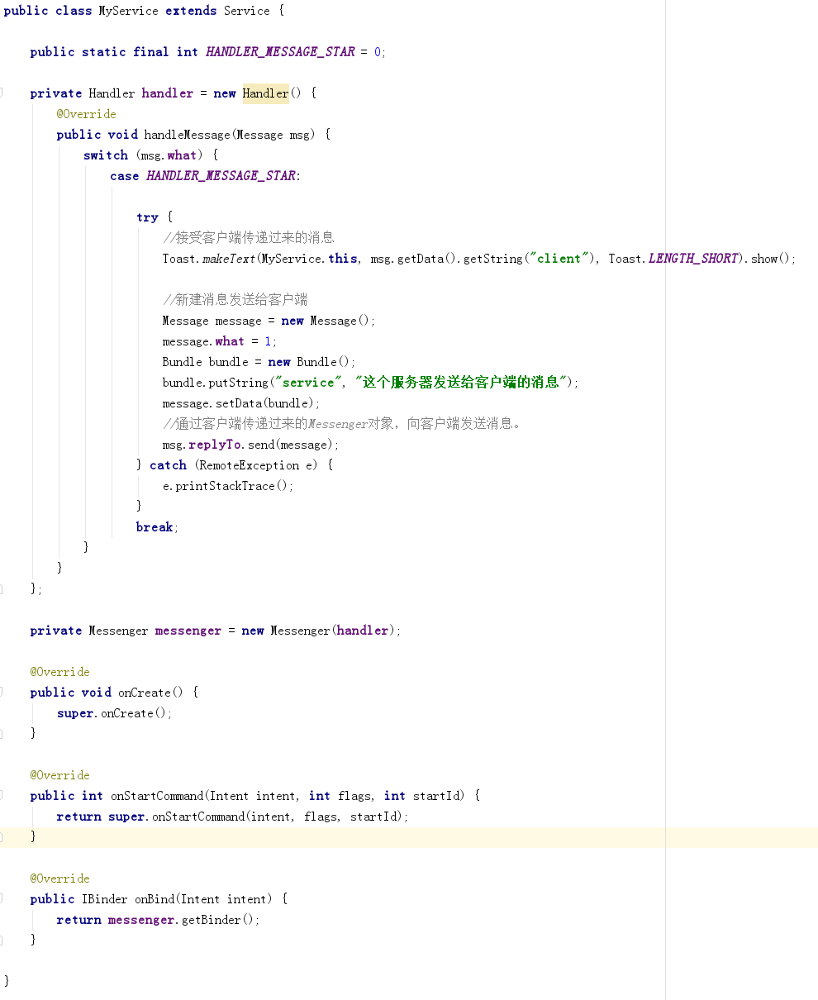 public class MyService extends Service {
public static final int HANDLER_MESSAGE_STAR = 0;
private Handler handler = new Handler() {
@Override
public void handleMessage(Message msg) {
switch (msg.what) {
case HANDLER_MESSAGE_STAR:
try {
//接受客户端传递过来的消息
Toast.makeText(MyService.this, msg.getData().getString("client"), Toast.LENGTH_SHORT).show();
//新建消息发送给客户端
Message message = new Message();
message.what = 1;
Bundle bundle = new Bundle();
bundle.putString("service", "这个服务器发送给客户端的消息");
message.setData(bundle);
//通过客户端传递过来的Messenger对象，向客户端发送消息。
msg.replyTo.send(message);
} catch (RemoteException e) {
e.printStackTrace();
}
break;
}
}
};
private Messenger messenger = new Messenger(handler);
@Override
public void onCreate() {
super.onCreate();
}
@Override
public int onStartCommand(Intent intent, int flags, int startId) {
return super.onStartCommand(intent, flags, startId);
}
@Override
public IBinder onBind(Intent intent) {
return messenger.getBinder();
}
}